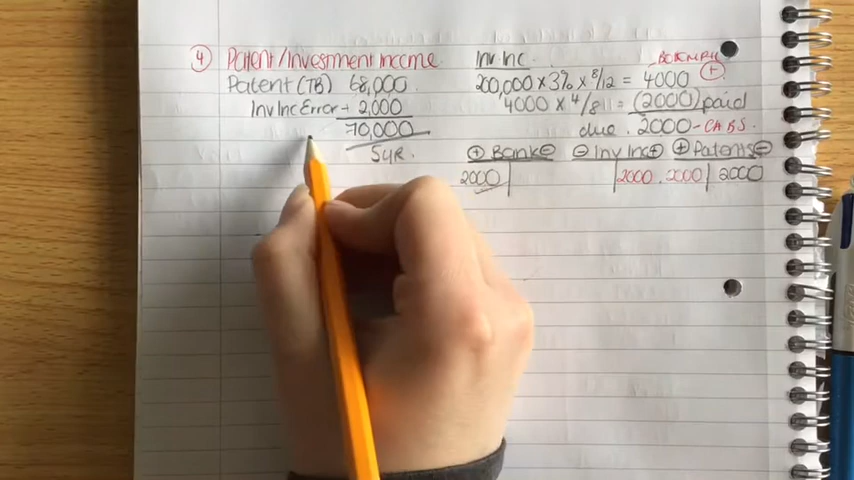 ④ Patent/Investment Income
Patent (TB) 68,000
Inv Inc Error + 2,000
70,000
5YR.
Inv. Inc.
200,000 x 3% x 8/12 = 4000 +
4000 x 4/8 = (2000) paid
due. 2000 - CABS.
+ Bank - - Inv Inc + + Patents -
2000 2000 . 2000 2000